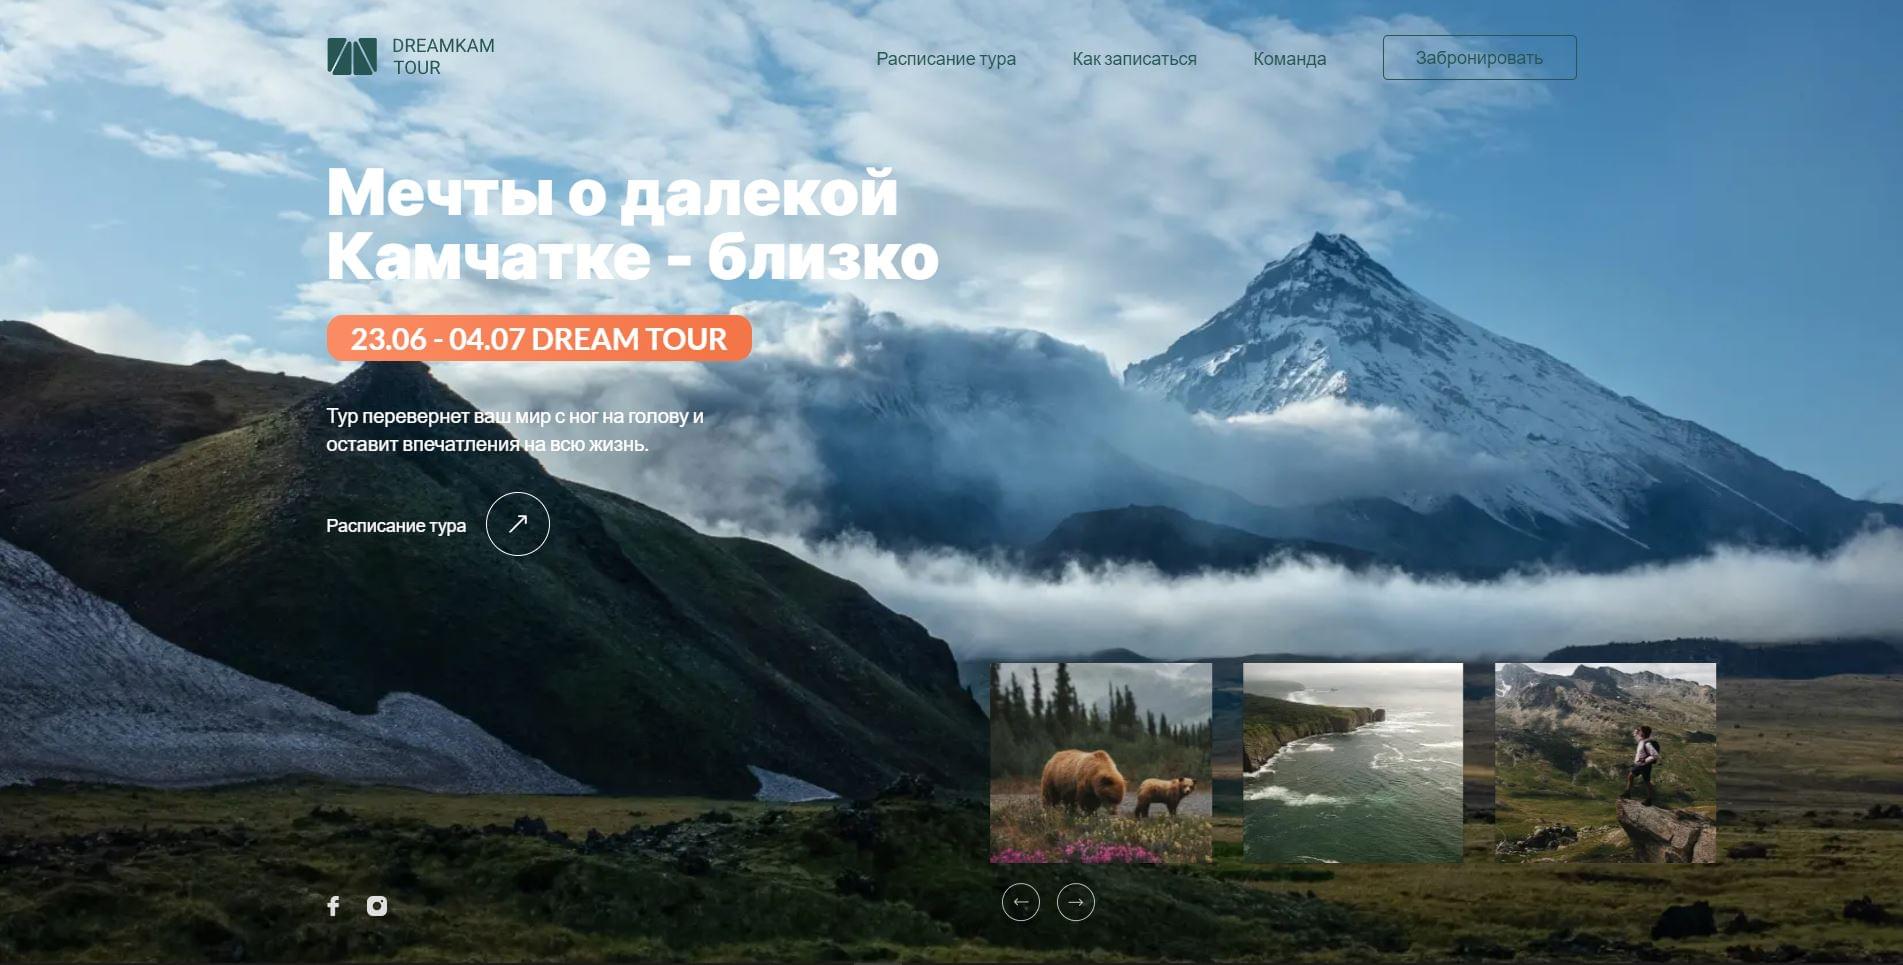 DREAMKAM
TOUR
Расписание тура
Как записаться
Команда
Забронировать
Мечты о далекой
Камчатке - близко
23.06 - 04.07 DREAM TOUR
Тур перевернет ваш мир с ног на голову и
оставит впечатления на всю жизнь.
Расписание тура